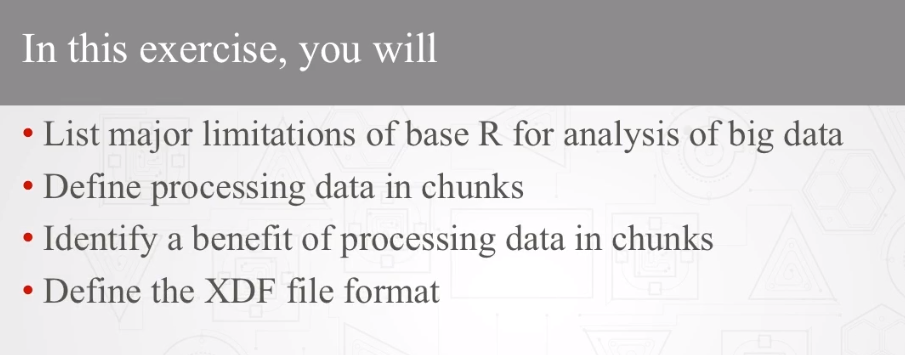 In this exercise, you will
• List major limitations of base R for analysis of big data
• Define processing data in chunks
• Identify a benefit of processing data in chunks
• Define the XDF file format